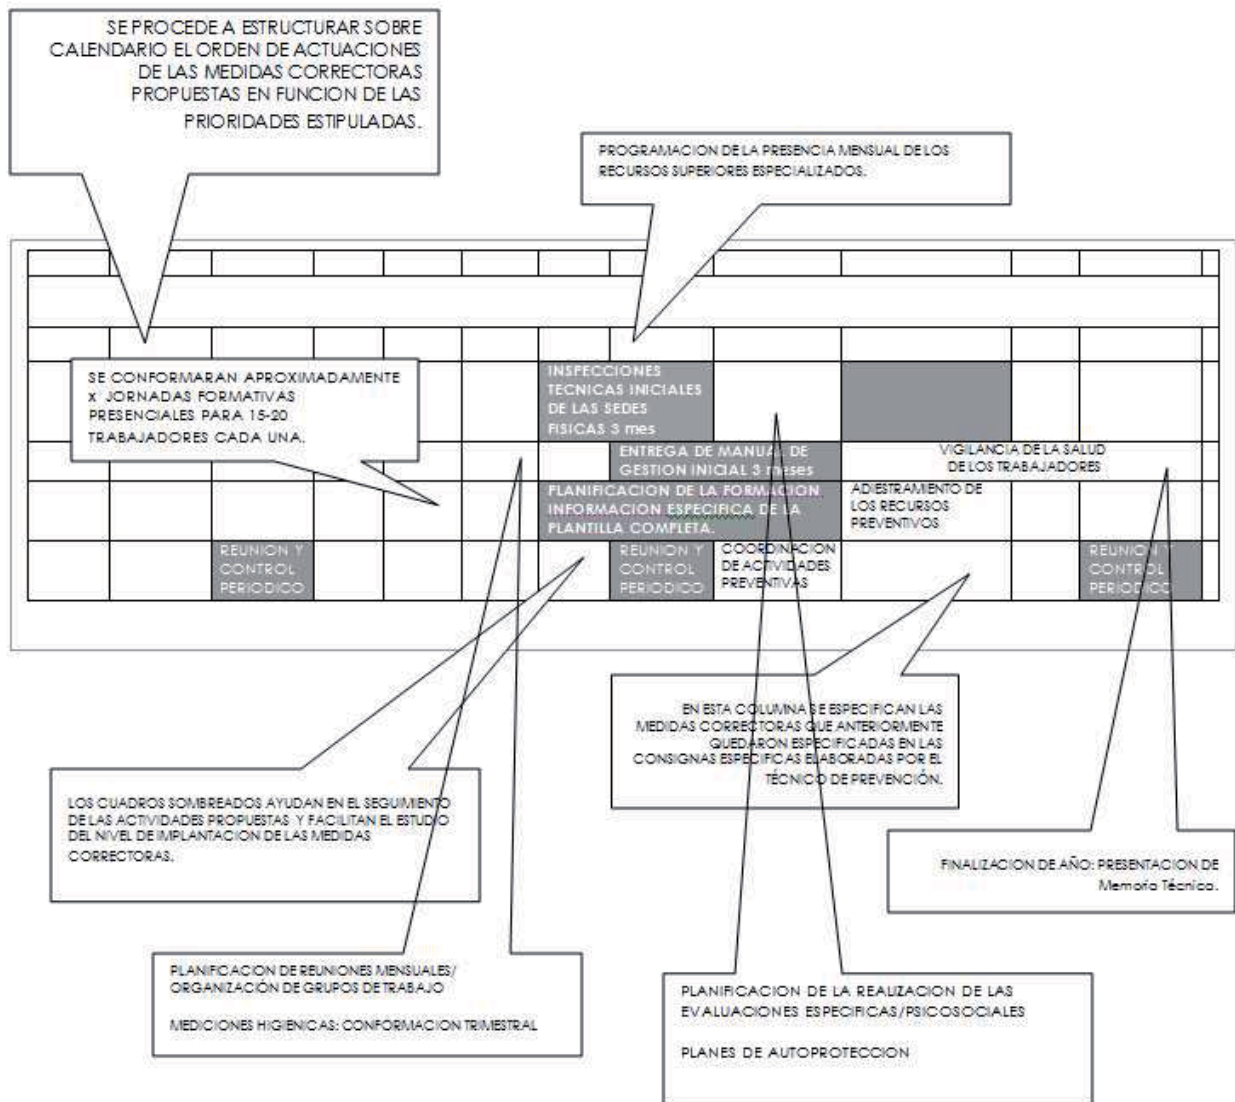 SE PROCEDE A ESTRUCTURAR SOBRE
CALENDARIO EL ORDEN DE ACTUACIONES
DE LAS MEDIDAS CORRECTORAS
PROPUESTAS EN FUNCION DE LAS
PRIORIDADES ESTIPULADAS.
PROGRAMACION DE LA PRESENCIA MENSUAL DE LOS
RECURSOS SUPERIORES ESPECIALIZADOS.
SE CONFORMARAN APROXIMADAMENTE
x' JORNADAS FORMATIVAS
PRESENCIALES PARA 15-20
TRABAJADORES CADA UNA.
INSPECCIONES
TECNICAS INICIALES
DE LAS SEDES
FISICAS 3 mes
ENTREGA DE MANUAL DE
GESTION INICIAL 3 meses
VIGILANCIA DE LA SALUD
DE LOS TRABAJADORES
PLANIFICACION DE LA FORMACION
INFORMACION ESPECIFICA DE LA
PLANTILLA COMPLETA.
ADIESTRAMIENTO DE
LOS RECURSOS
PREVENTIVOS
REUNION Y
CONTROL
PERIODICO
REUNION Y
CONTROL
PERIODICO
COORDINACION
DE ACTIVIDADES
PREVENTIVAS
REUNION Y
CONTROL
PERIODICO
EN ESTA COLUMNA SE ESPECIFICAN LAS
MEDIDAS CORRECTORAS QUE ANTERIORMENTE
QUEDARON ESPECIFICADAS EN LAS
CONSIGNAS ESPECIFICAS ELABORADAS POR EL
TÉCNICO DE PREVENCIÓN.
LOS CUADROS SOMBREADOS AYUDAN EN EL SEGUIMIENTO
DE LAS ACTIVIDADES PROPUESTAS Y FACILITAN EL ESTUDIO
DEL NIVEL DE IMPLANTACION DE LAS MEDIDAS
CORRECTORAS.
FINALIZACION DE AÑO: PRESENTACION DE
Memoria Técnica.
PLANIFICACION DE REUNIONES MENSUALES/
ORGANIZACIÓN DE GRUPOS DE TRABAJO
MEDICIONES HIGIENICAS: CONFORMACION TRIMESTRAL
PLANIFICACION DE LA REALIZACION DE LAS
EVALUACIONES ESPECIFICAS/PSICOSOCIALES
PLANES DE AUTOPROTECCION